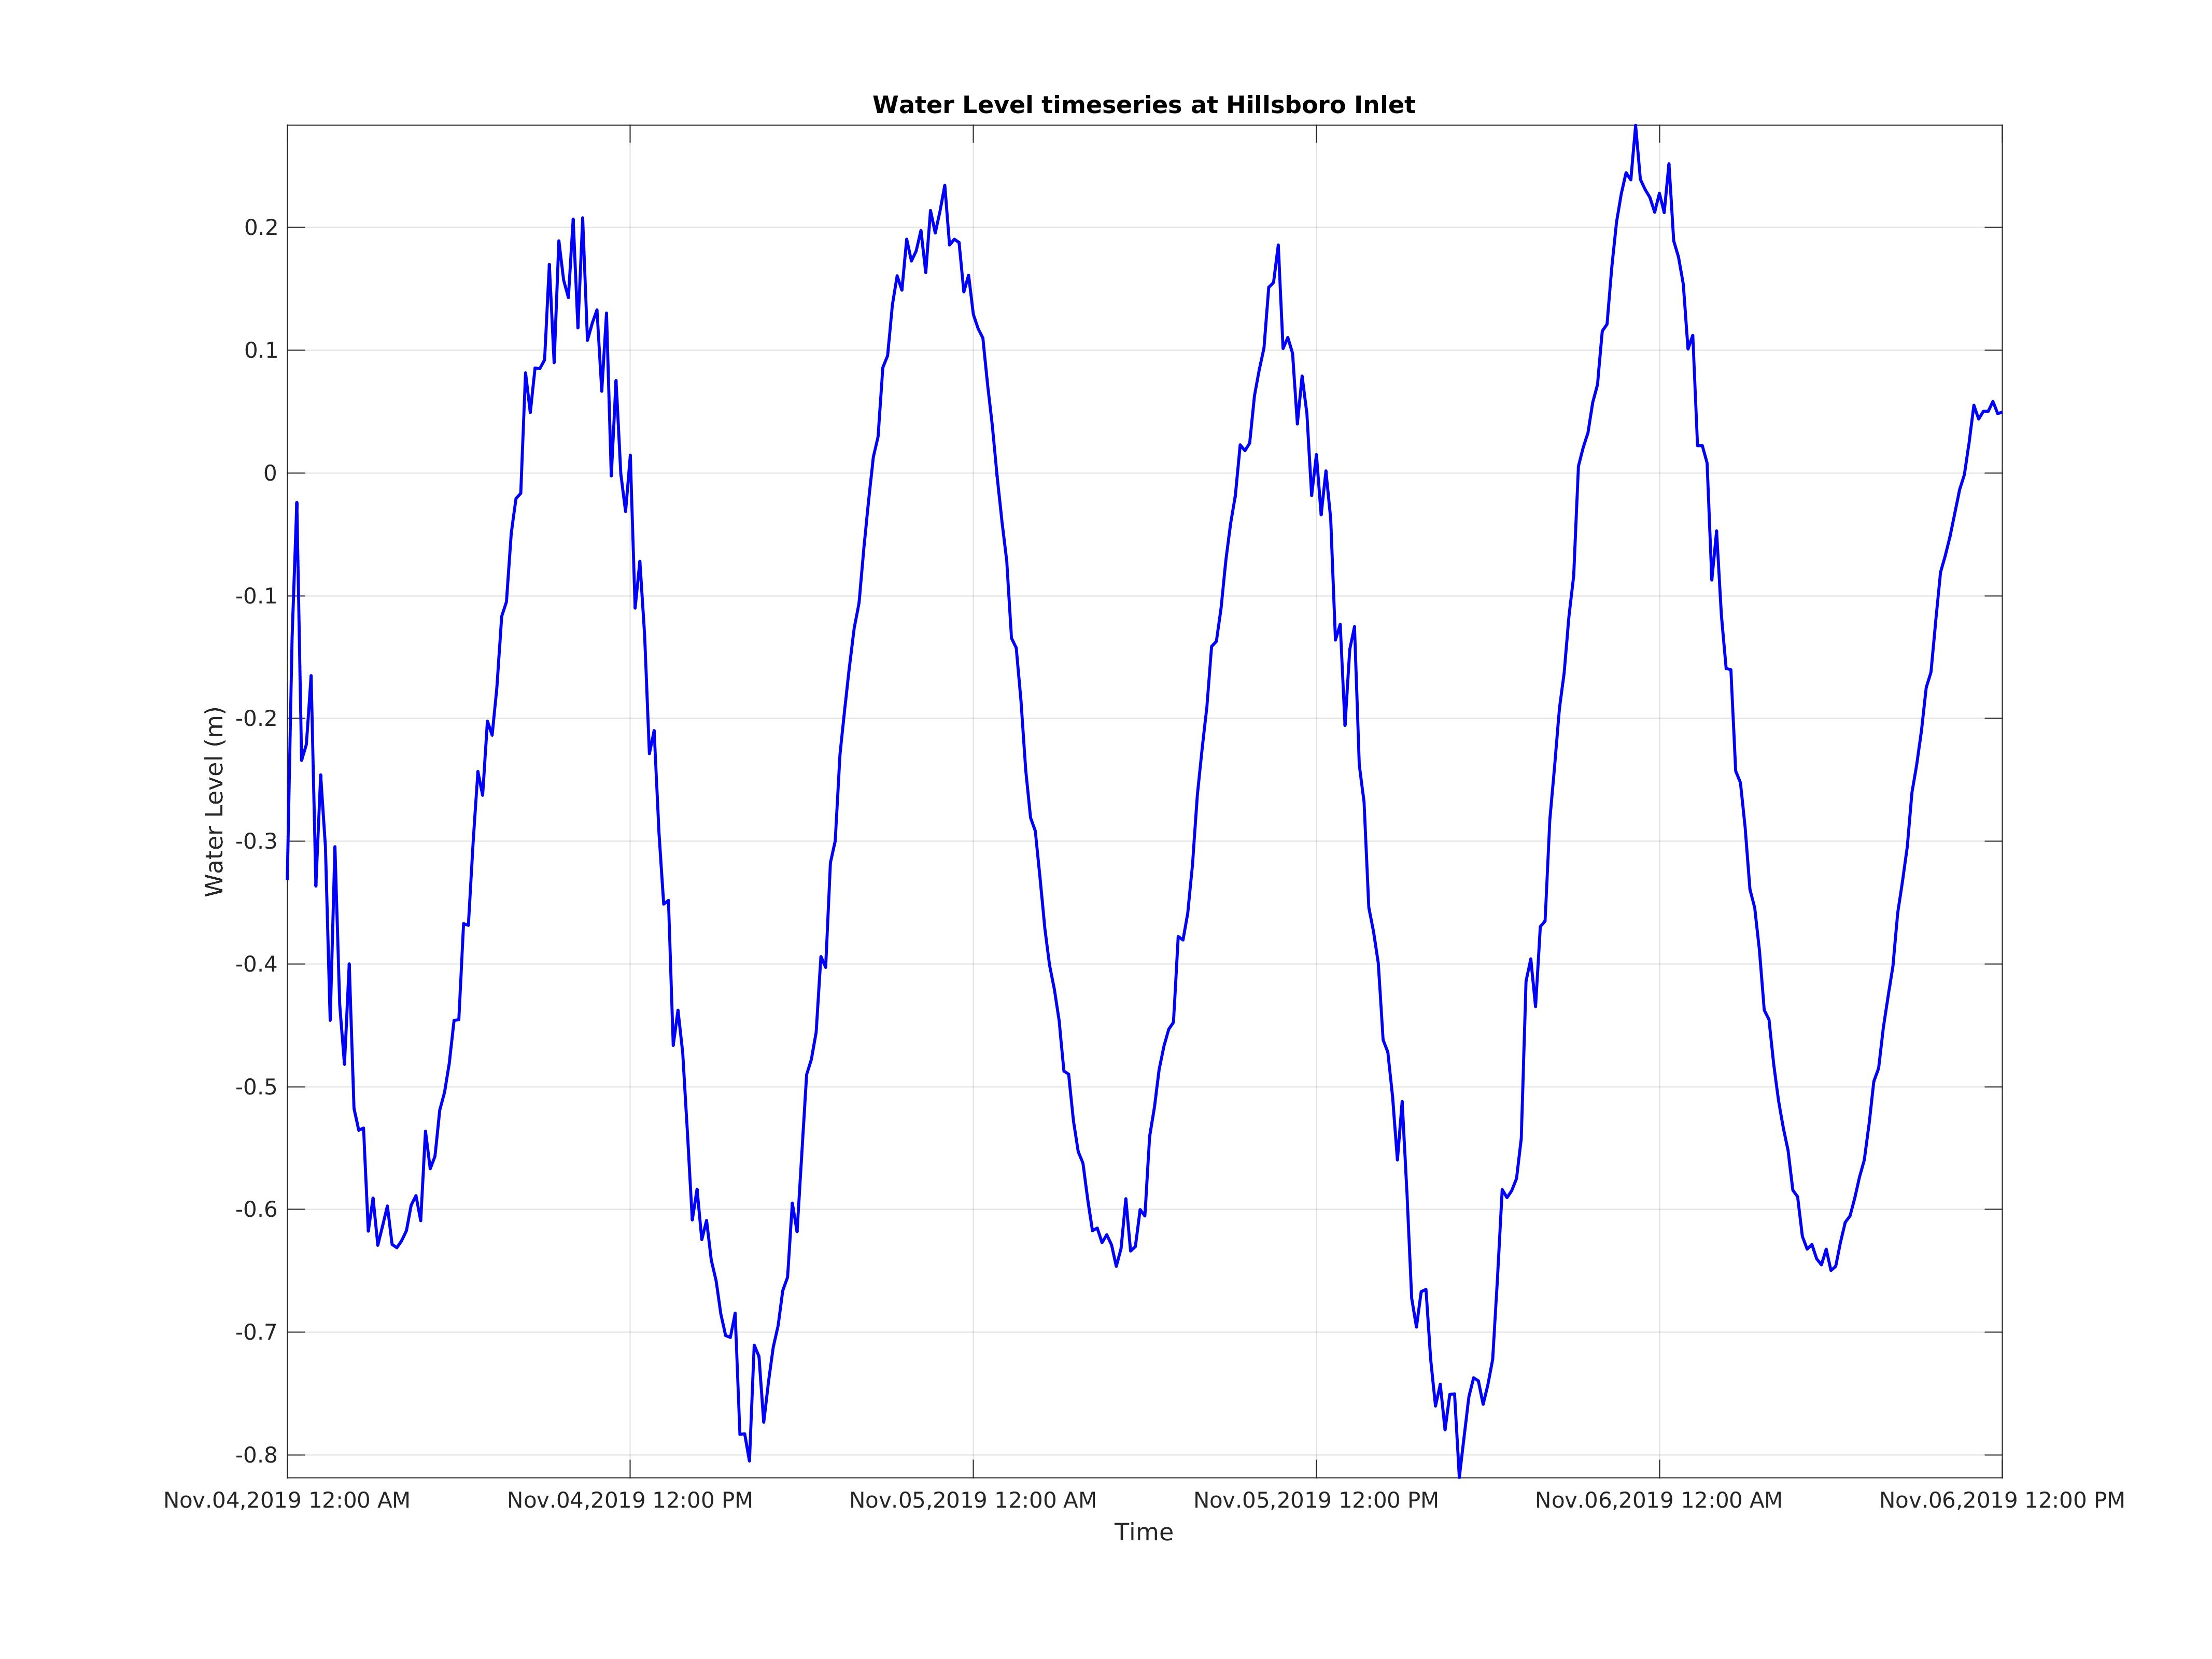 Water Level timeseries at Hillsboro Inlet
0.2
0.1
0
-0.1
-0.2
-0.3
-0.4
-0.5
-0.6
-0.7
-0.8
Water Level (m)
Nov.04,2019 12:00 AM
Nov.04,2019 12:00 PM
Nov.05,2019 12:00 AM
Nov.05,2019 12:00 PM
Nov.06,2019 12:00 AM
Nov.06,2019 12:00 PM
Time